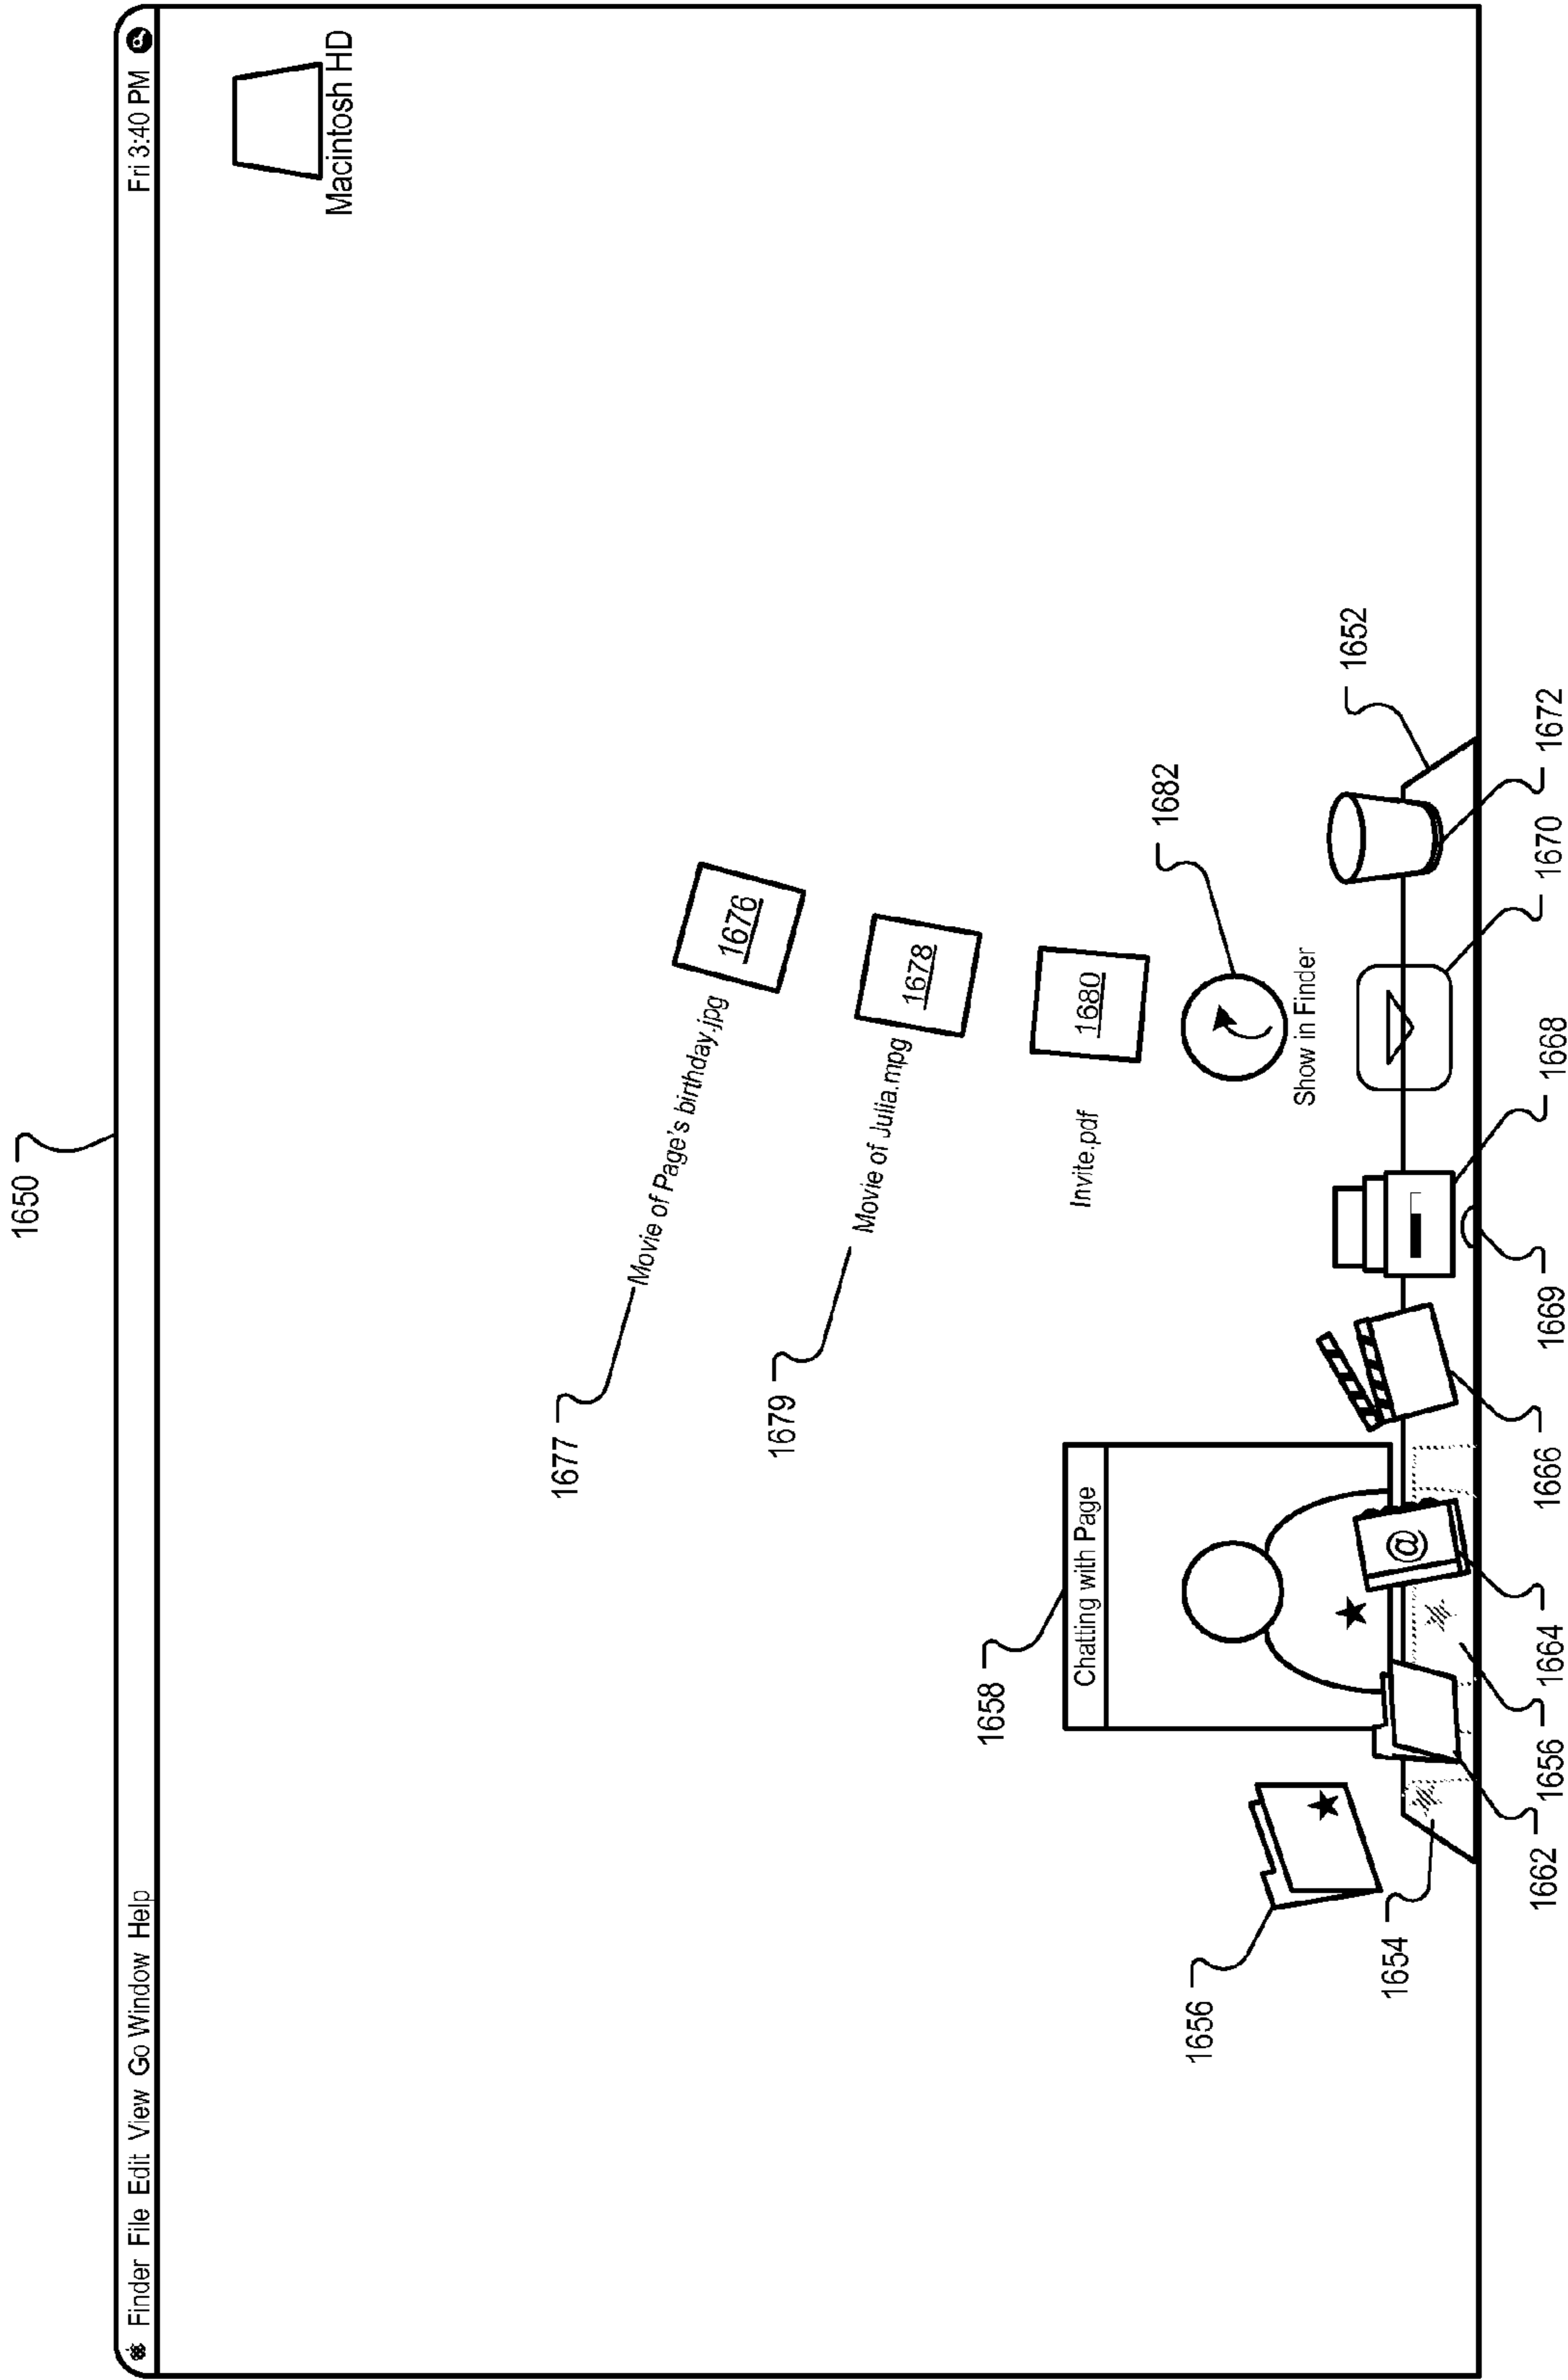 1650
Finder File Edit View Go Window Help
Fri 3:40 PM
Macintosh HD
1677
Movie of Page's birthday.jpg
1676
1679
Movie of Julia.mpg
1678
1658
Chatting with Page
Invite.pdf
1680
1682
Show in Finder
1656
1654
@
1652
1662
1656
1664
1666
1669
1668
1670
1672